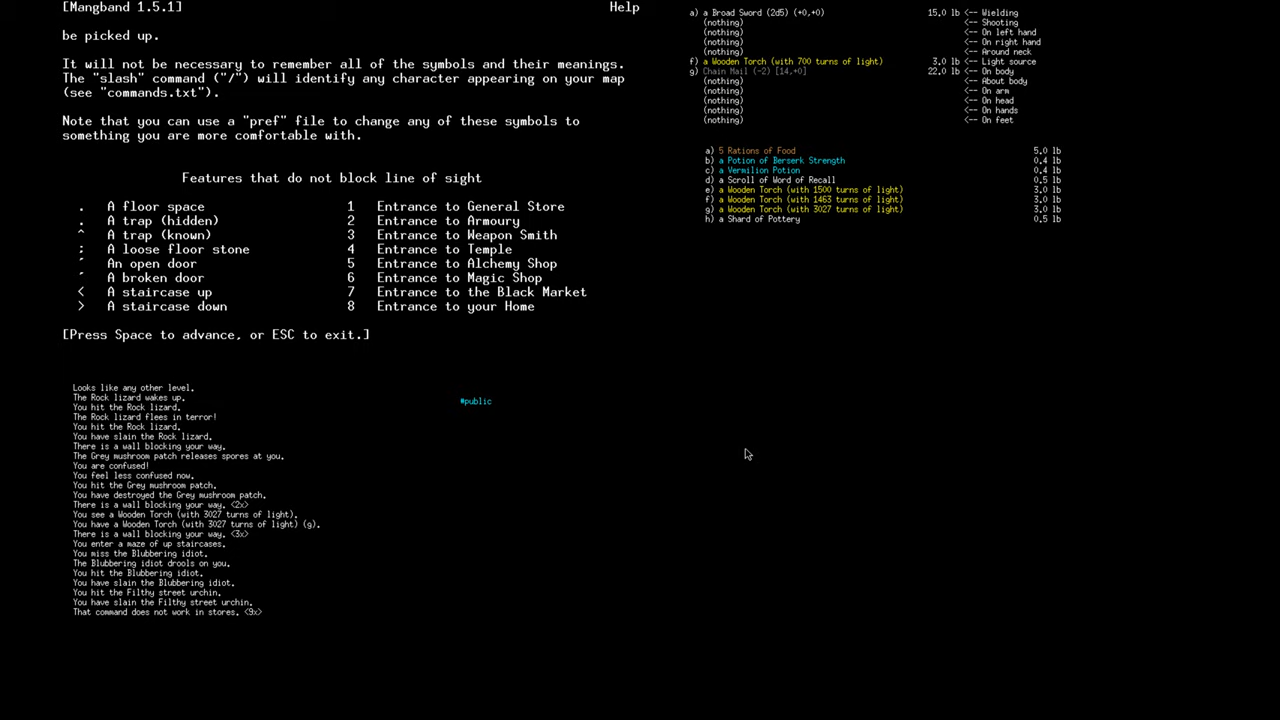 [Mangband 1.5.1] Help
be picked up.
It will not be necessary to remember all of the symbols and their meanings.
The "slash" command ("/") will identify any character appearing on your map
(see "commands.txt").
Note that you can use a "pref" file to change any of these symbols to
something you are more comfortable with.
Features that do not block line of sight
. A floor space 1 Entrance to General Store
. A trap (hidden) 2 Entrance to Armoury
^ A trap (known) 3 Entrance to Weapon Smith
; A loose floor stone 4 Entrance to Temple
' An open door 5 Entrance to Alchemy Shop
' A broken door 6 Entrance to Magic Shop
< A staircase up 7 Entrance to the Black Market
> A staircase down 8 Entrance to your Home
[Press Space to advance, or ESC to exit.]
a) a Broad Sword (2d5) (+0,+0) 15.0 lb <-- Wielding
(nothing) <-- Shooting
(nothing) <-- On left hand
(nothing) <-- On right hand
(nothing) <-- Around neck
f) a Wooden Torch (with 700 turns of light) 3.0 lb <-- Light source
g) Chain Mail (-2) [14,+0] 22.0 lb <-- On body
(nothing) <-- About body
(nothing) <-- On arm
(nothing) <-- On head
(nothing) <-- On hands
(nothing) <-- On feet
a) 5 Rations of Food 5.0 lb
b) a Potion of Berserk Strength 0.4 lb
c) a Vermilion Potion 0.4 lb
d) a Scroll of Word of Recall 0.5 lb
e) a Wooden Torch (with 1500 turns of light) 3.0 lb
f) a Wooden Torch (with 1463 turns of light) 3.0 lb
g) a Wooden Torch (with 3027 turns of light) 3.0 lb
h) a Shard of Pottery 0.5 lb
Looks like any other level.
The Rock lizard wakes up.
You hit the Rock lizard.
The Rock lizard flees in terror!
You hit the Rock lizard.
You have slain the Rock lizard.
There is a wall blocking your way.
The Grey mushroom patch releases spores at you.
You are confused!
You feel less confused now.
You hit the Grey mushroom patch.
You have destroyed the Grey mushroom patch.
There is a wall blocking your way. <2x>
You see a Wooden Torch (with 3027 turns of light).
You have a Wooden Torch (with 3027 turns of light) (g).
There is a wall blocking your way. <3x>
You enter a maze of up staircases.
You miss the Blubbering idiot.
The Blubbering idiot drools on you.
You hit the Blubbering idiot.
You have slain the Blubbering idiot.
You hit the Filthy street urchin.
You have slain the Filthy street urchin.
That command does not work in stores. <9x>
#public